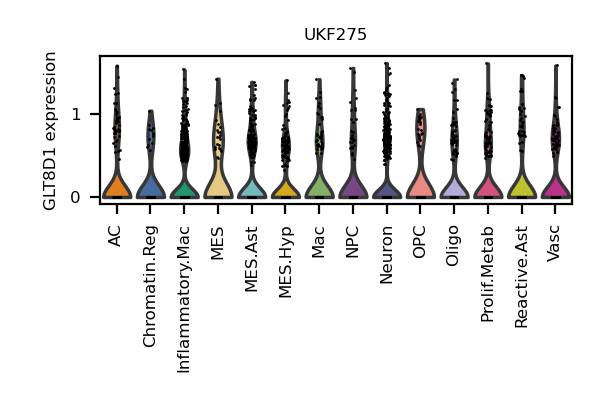 UKF275
GLT8D1 expression
1
0
AC
Chromatin.Reg
Inflammatory.Mac
MES
MES.Ast
MES.Hyp
Mac
NPC
Neuron
OPC
Oligo
Prolif.Metab
Reactive.Ast
Vasc